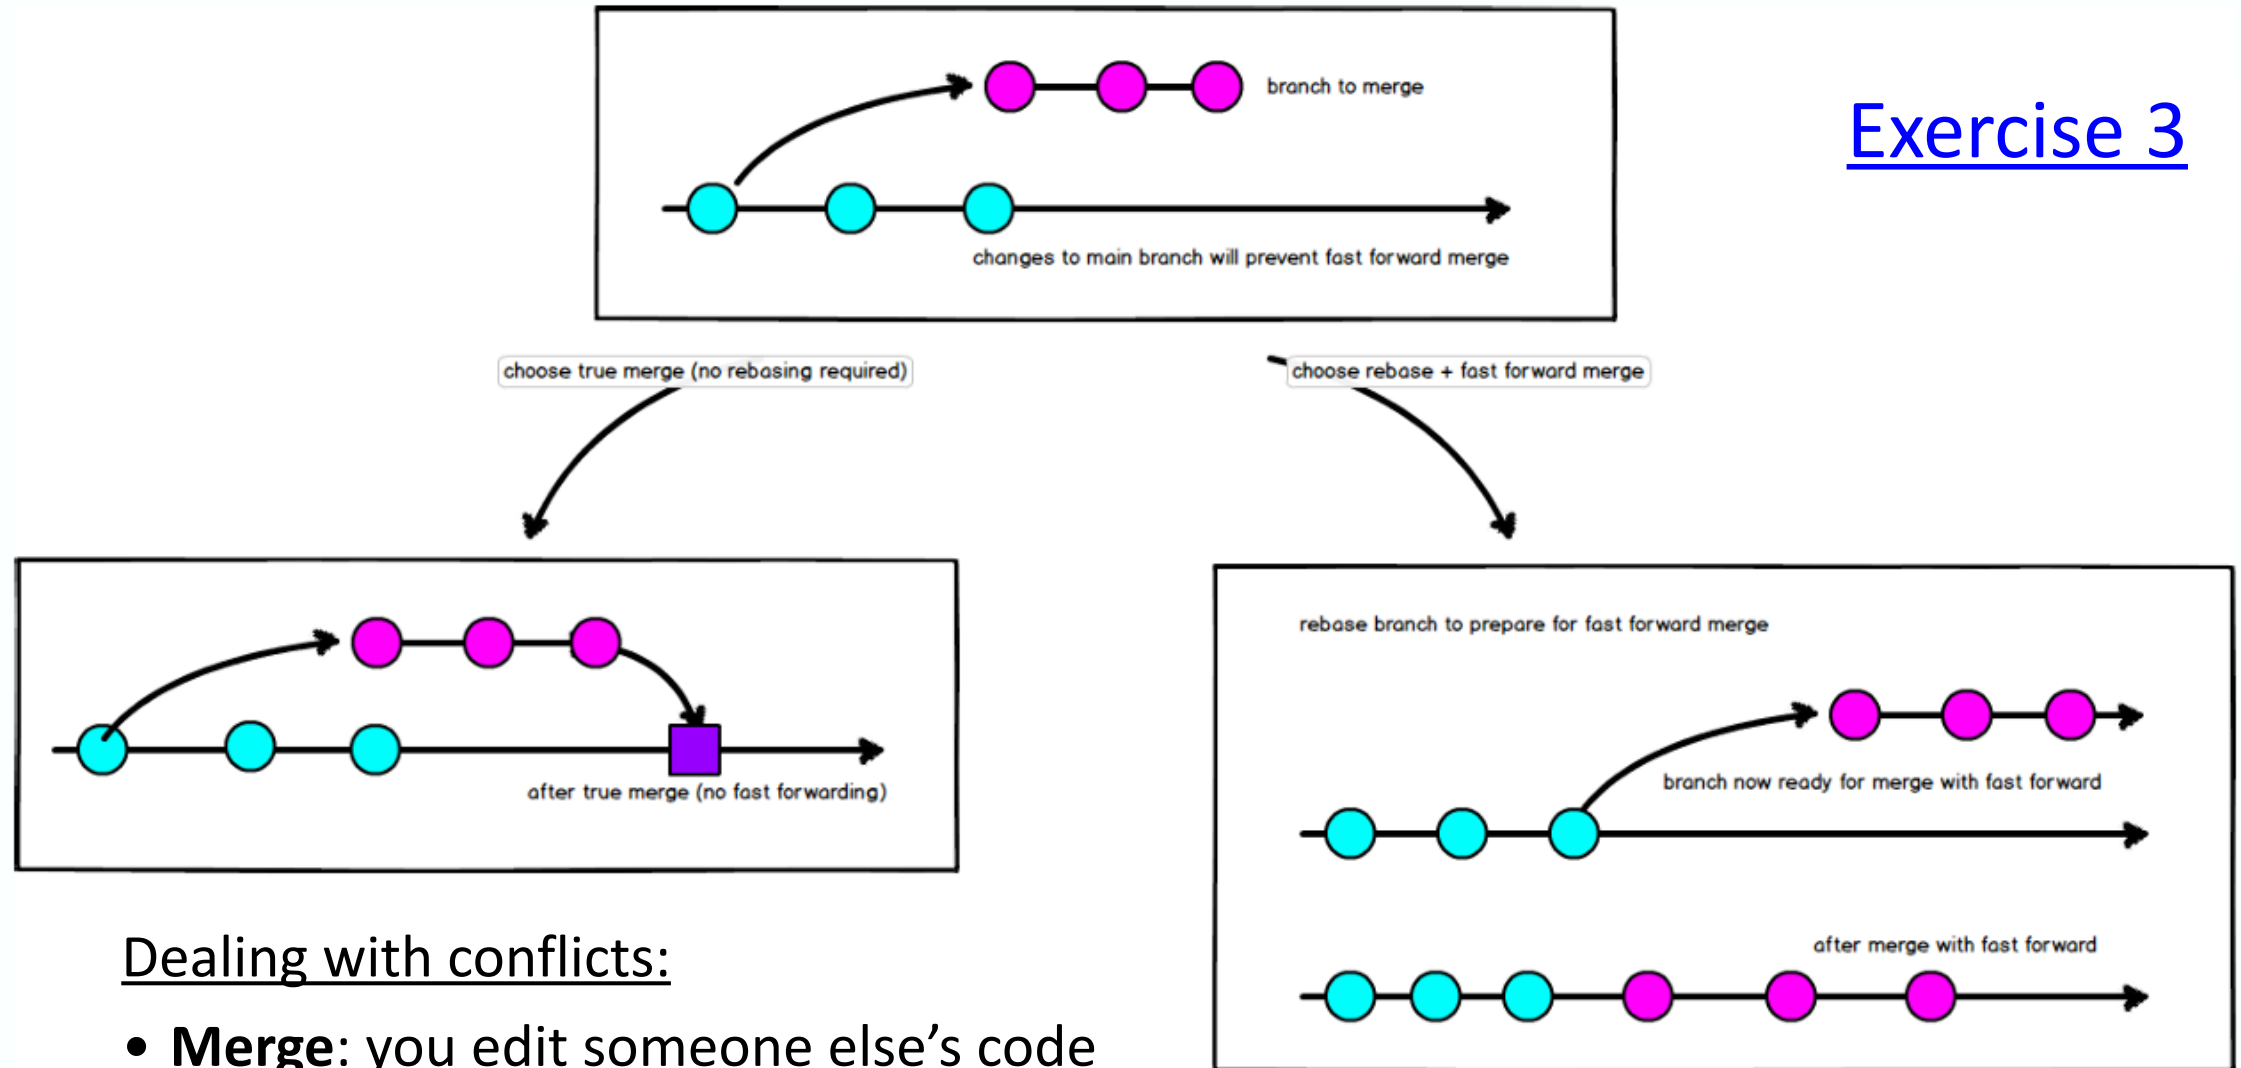 branch to merge
Exercise 3
changes to main branch will prevent fast forward merge
choose true merge (no rebasing required)
choose rebase + fast forward merge
after true merge (no fast forwarding)
rebase branch to prepare for fast forward merge
branch now ready for merge with fast forward
after merge with fast forward
Dealing with conflicts:
• Merge: you edit someone else’s code